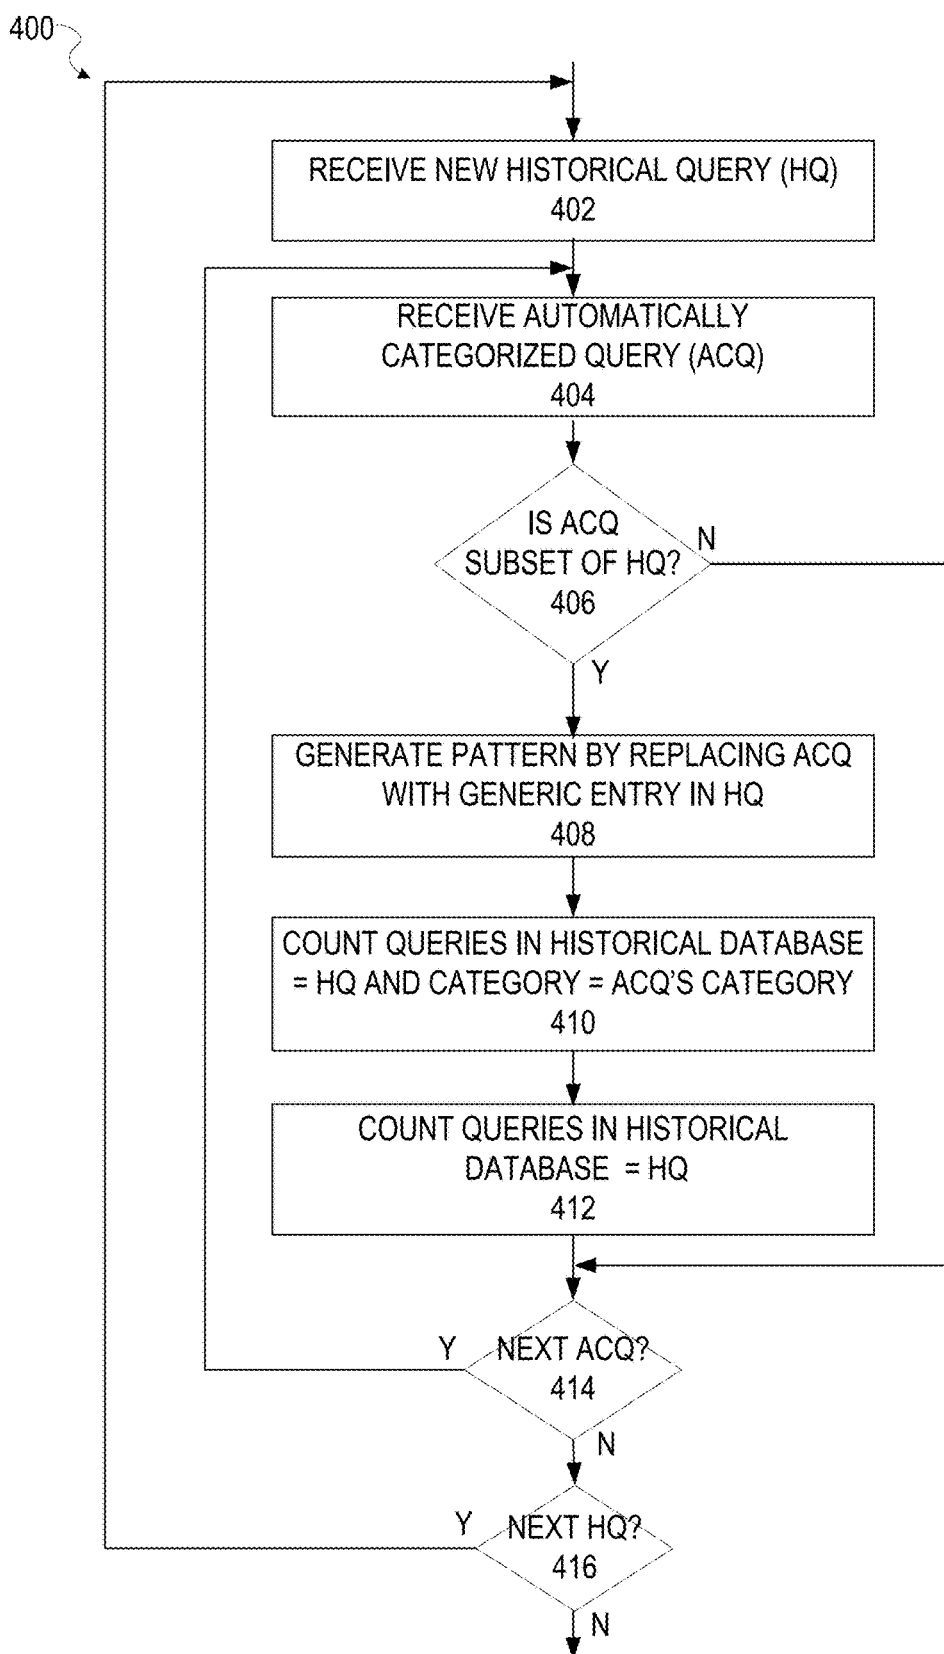 400
RECEIVE NEW HISTORICAL QUERY (HQ)
402
RECEIVE AUTOMATICALLY
CATEGORIZED QUERY (ACQ)
404
IS ACQ
SUBSET OF HQ?
406
N
Y
GENERATE PATTERN BY REPLACING ACQ
WITH GENERIC ENTRY IN HQ
408
COUNT QUERIES IN HISTORICAL DATABASE
= HQ AND CATEGORY = ACQ'S CATEGORY
410
COUNT QUERIES IN HISTORICAL
DATABASE = HQ
412
Y
NEXT ACQ?
414
N
Y
NEXT HQ?
416
N